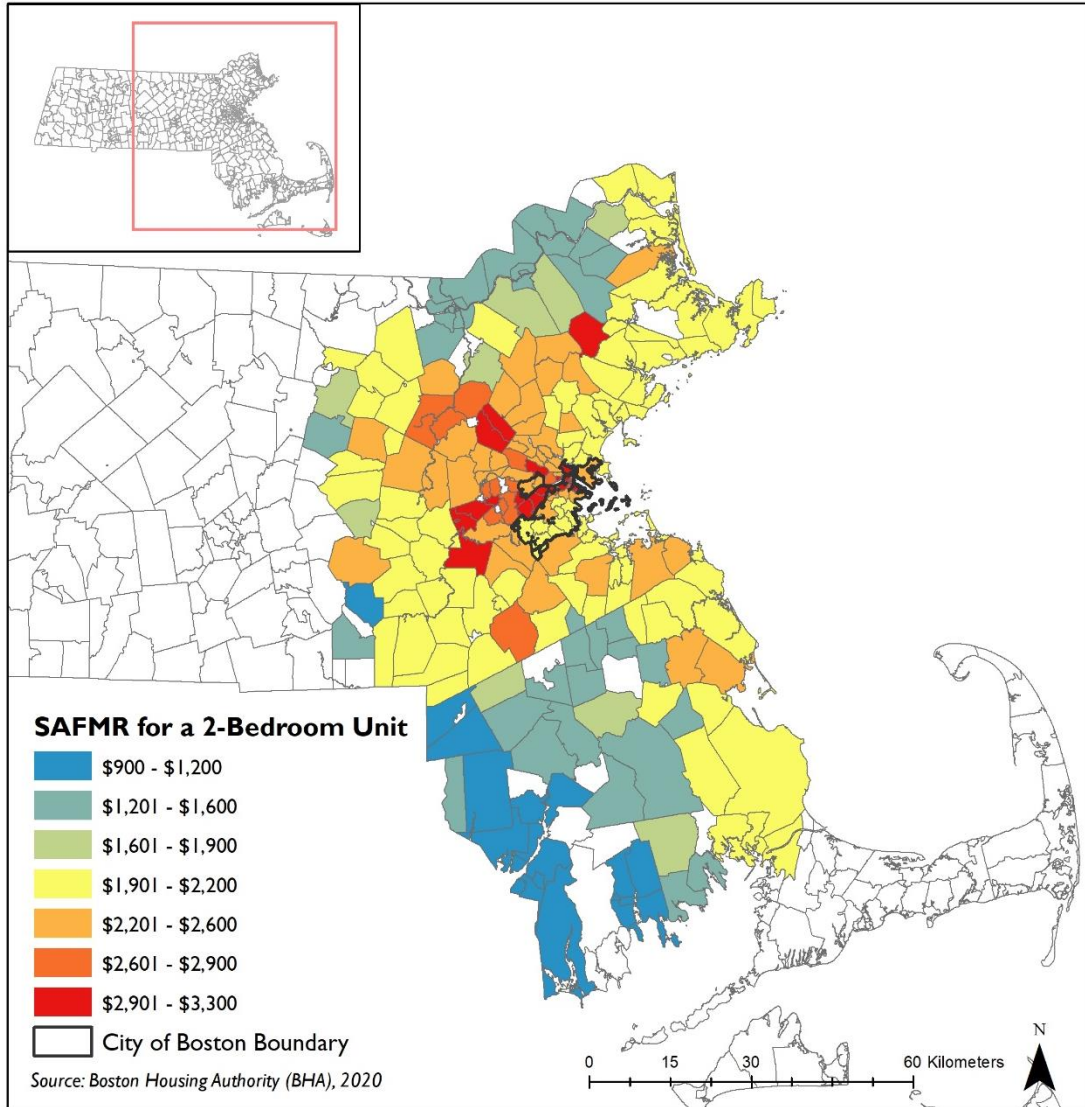 SAFMR for a 2-Bedroom Unit
$900 - $1,200
$1,201 - $1,600
$1,601 - $1,900
$1,901 - $2,200
$2,201 - $2,600
$2,601 - $2,900
$2,901 - $3,300
City of Boston Boundary
Source: Boston Housing Authority (BHA), 2020
0 15 30 60 Kilometers
N